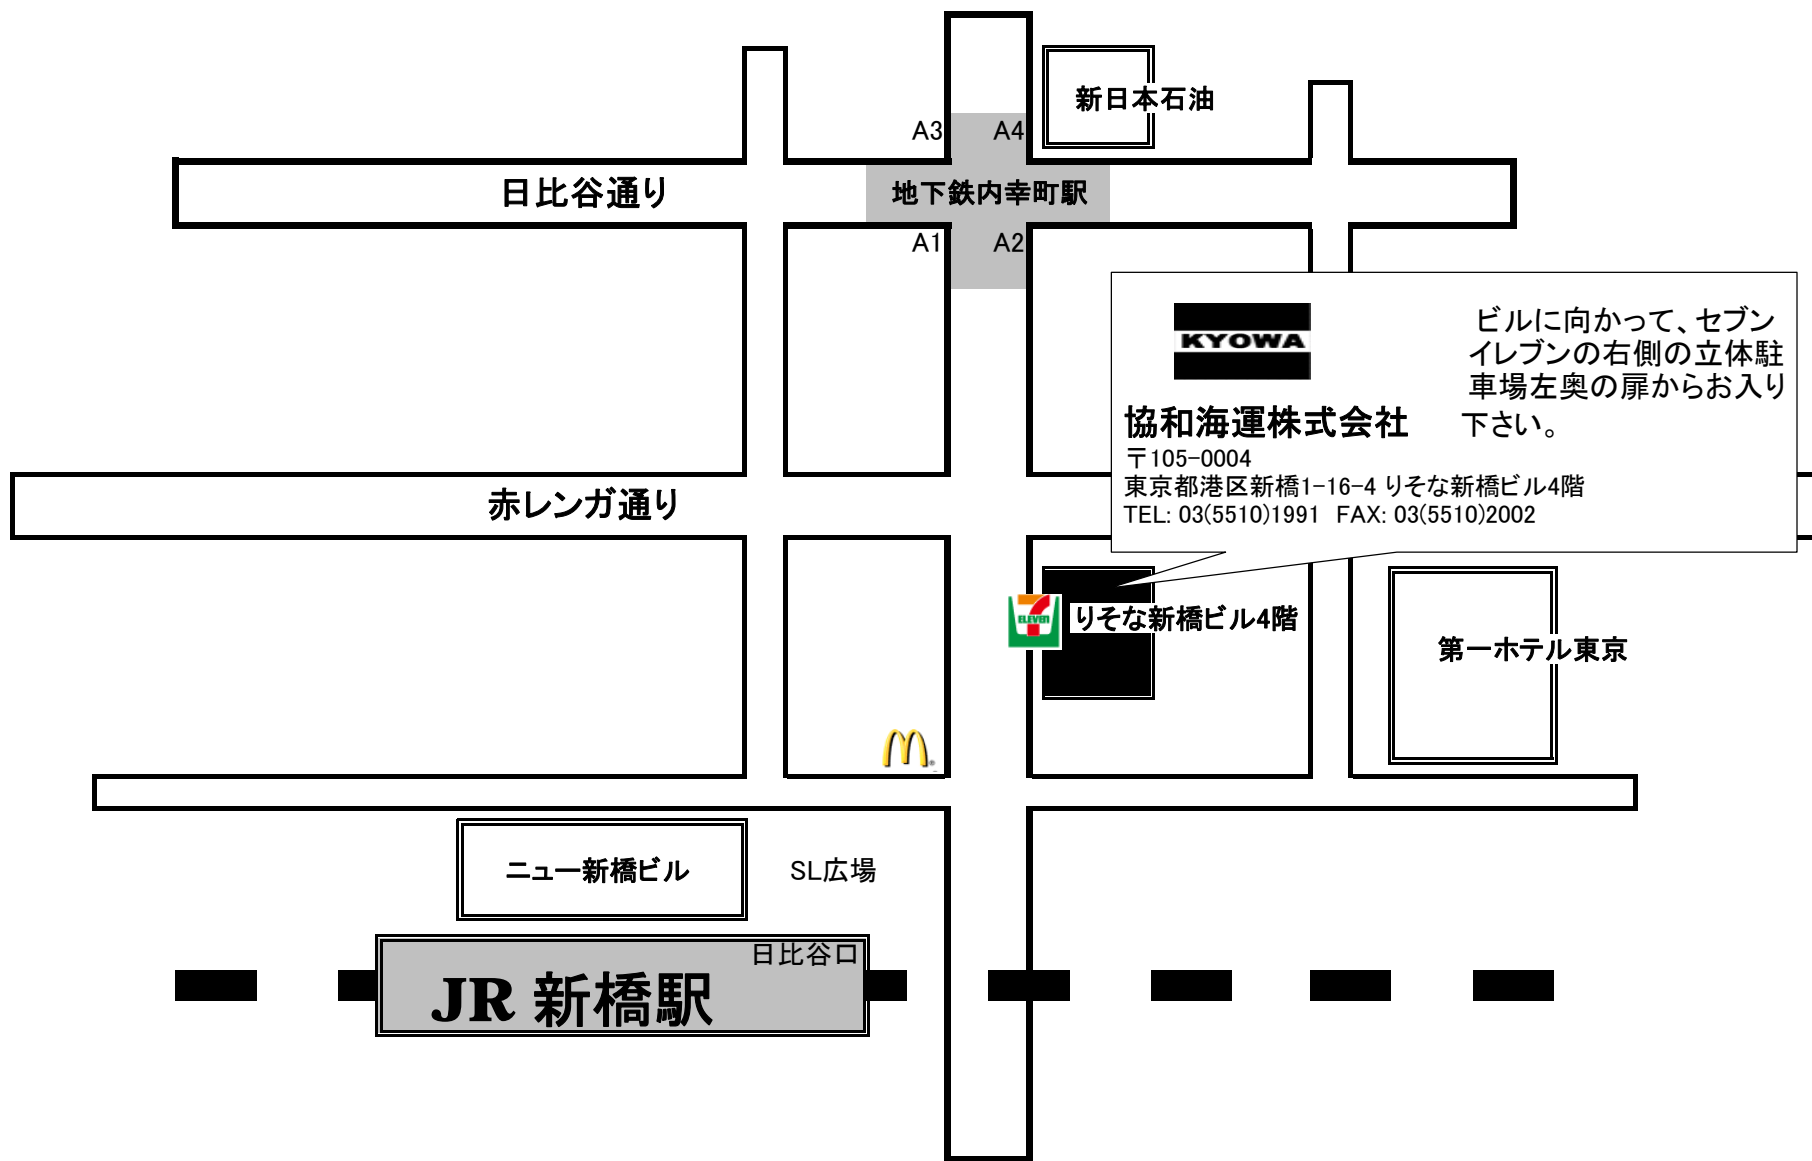 新日本石油
A3
A4
日比谷通り
地下鉄内幸町駅
A1
A2
KYOWA
ビルに向かって、セブン
イレブンの右側の立体駐
車場左奥の扉からお入り
下さい。
協和海運株式会社
〒105-0004
東京都港区新橋1-16-4 りそな新橋ビル4階
TEL: 03(5510)1991 FAX: 03(5510)2002
赤レンガ通り
ELEVEn
りそな新橋ビル4階
第一ホテル東京
ニュー新橋ビル
SL広場
日比谷口
JR 新橋駅